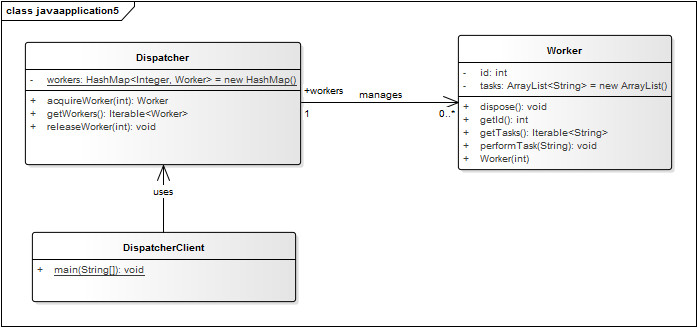 class javaapplication5
Dispatcher
- workers: HashMap<Integer, Worker> = new HashMap()
+ acquireWorker(int): Worker
+ getWorkers(): Iterable<Worker>
+ releaseWorker(int): void
+workers
manages
1
0..*
Worker
- id: int
- tasks: ArrayList<String> = new ArrayList()
+ dispose(): void
+ getId(): int
+ getTasks(): Iterable<String>
+ performTask(String): void
+ Worker(int)
uses
DispatcherClient
+ main(String[]): void